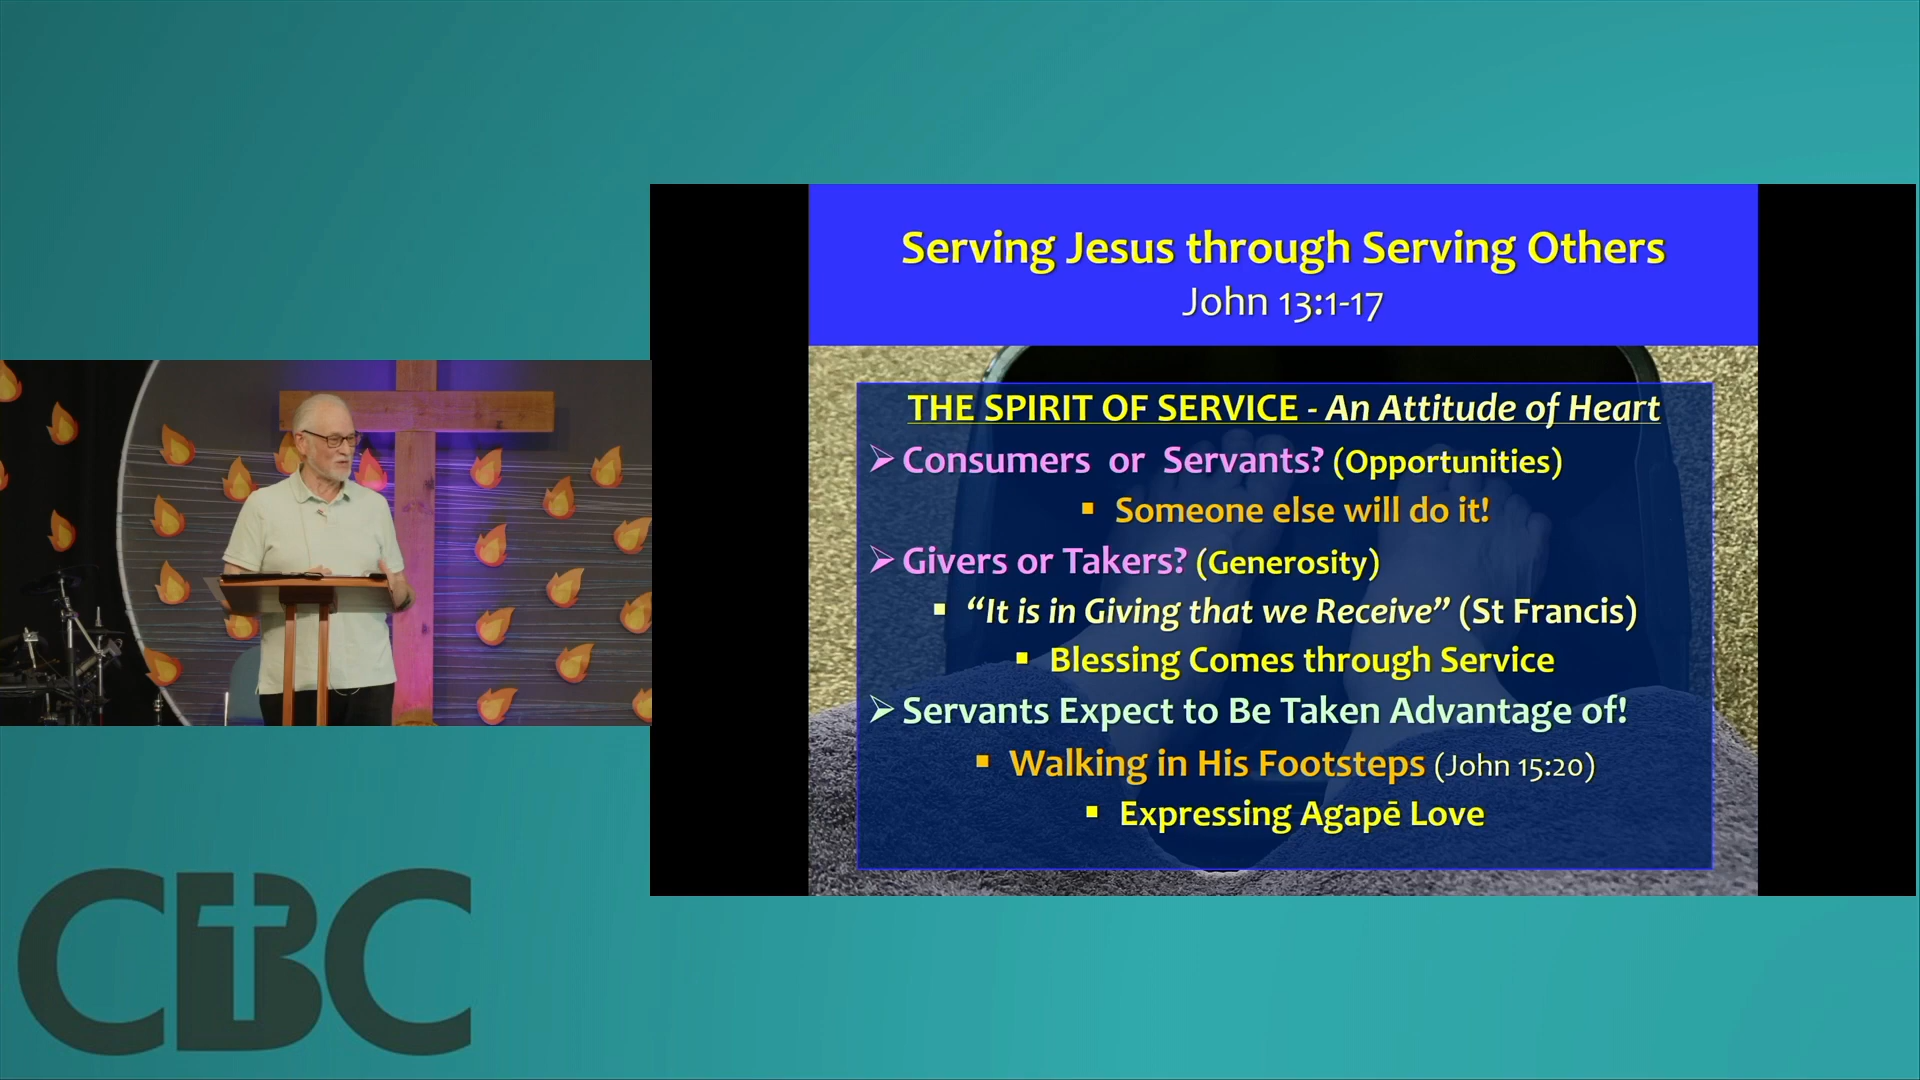 Serving Jesus through Serving Others
John 13:1-17
THE SPIRIT OF SERVICE - An Attitude of Heart
Consumers or Servants? (Opportunities)
Someone else will do it!
Givers or Takers? (Generosity)
“It is in Giving that we Receive” (St Francis)
Blessing Comes through Service
Servants Expect to Be Taken Advantage of!
Walking in His Footsteps (John 15:20)
Expressing Agapē Love
CBC